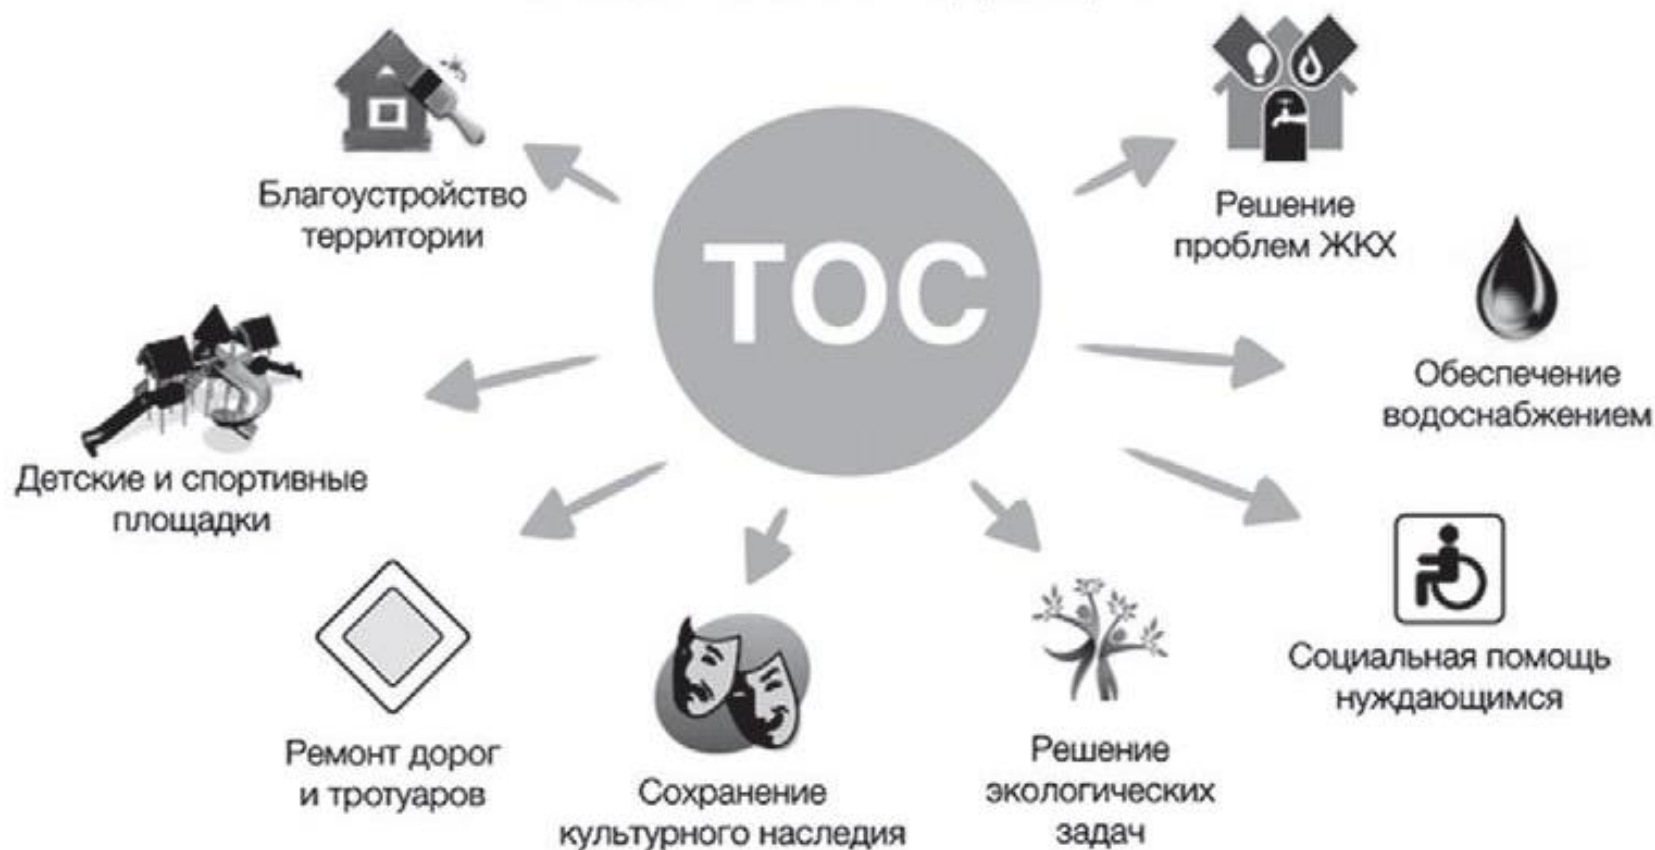 ТОС
Благоустройство
территории
Решение
проблем ЖКХ
Обеспечение
водоснабжением
Детские и спортивные
площадки
Социальная помощь
нуждающимся
Ремонт дорог
и тротуаров
Сохранение
культурного наследия
Решение
экологических
задач